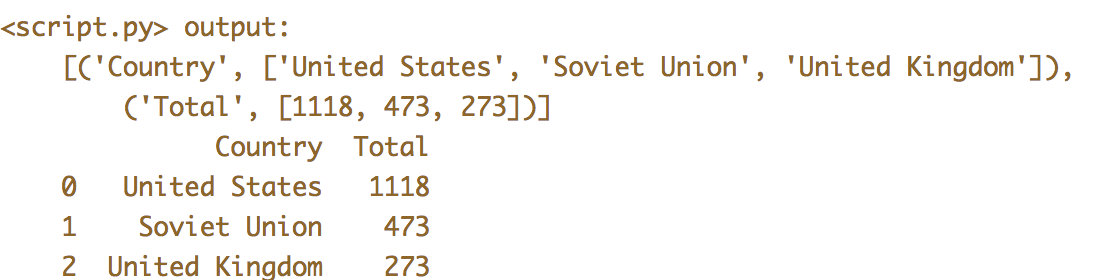 <script.py> output:
[('Country', ['United States', 'Soviet Union', 'United Kingdom']),
('Total', [1118, 473, 273])]
Country Total
0 United States 1118
1 Soviet Union 473
2 United Kingdom 273